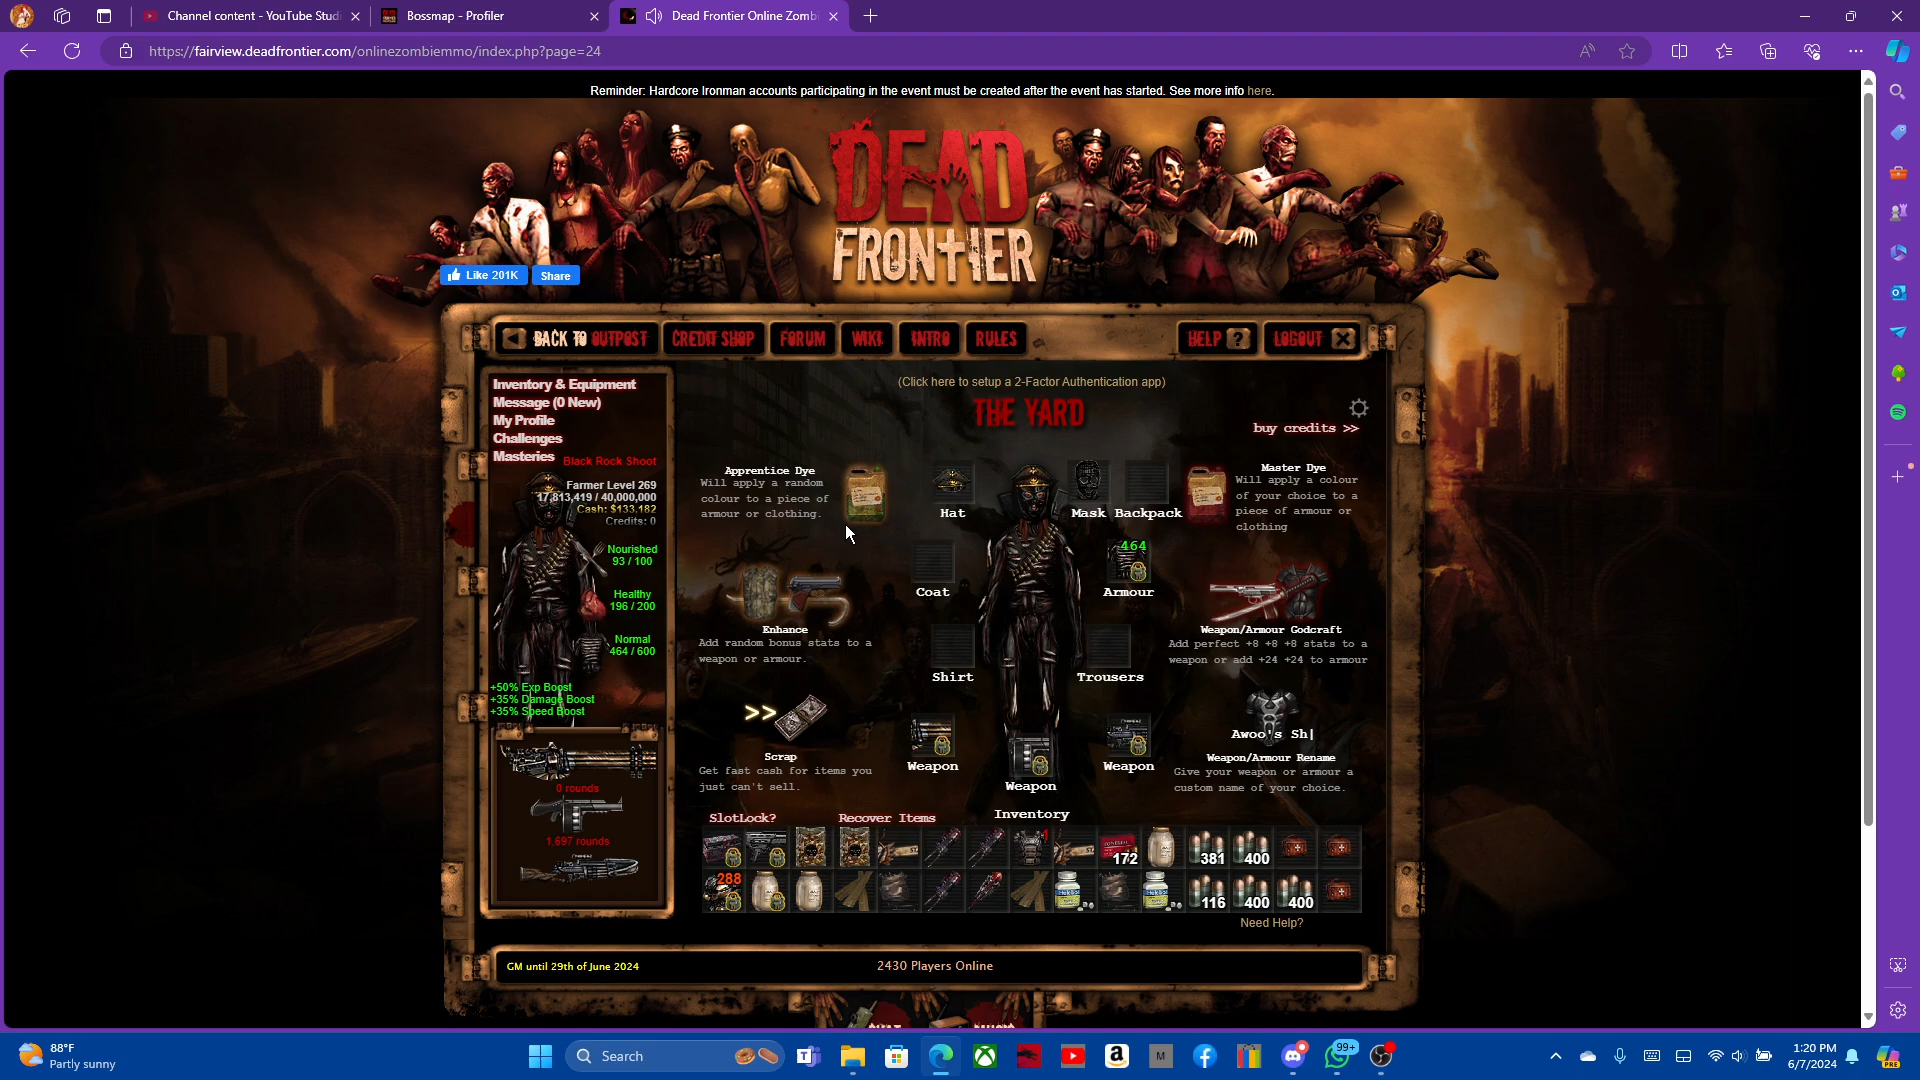 Channel content - YouTube Studi
Bossmap - Profiler
Dead Frontier Online Zombi
https://fairview.deadfrontier.com/onlinezombiemmo/index.php?page=24
Reminder: Hardcore Ironman accounts participating in the event must be created after the event has started. See more info here.
DEAD
FRONTIER
Like 201K
Share
BACK TO OUTPOST
CREDIT SHOP
FORUM
WIKI
INTRO
RULES
HELP ?
LOGOUT X
Inventory & Equipment
Message (0 New)
My Profile
Challenges
Masteries
Black Rock Shoot
Farmer Level 269
17,813,419 / 40,000,000
Cash: $133,182
Credits: 0
Nourished
93 / 100
Healthy
196 / 200
Normal
464 / 600
+50% Exp Boost
+35% Damage Boost
+35% Speed Boost
0 rounds
1,697 rounds
(Click here to setup a 2-Factor Authentication app)
THE YARD
buy credits >>
Apprentice Dye
Will apply a random
colour to a piece of
armour or clothing.
Hat
Mask
Backpack
Master Dye
Will apply a colour
of your choice to a
piece of armour or
clothing
Coat
464
Armour
Enhance
Add random bonus stats to a
weapon or armour.
Weapon/Armour Godcraft
Add perfect +8 +8 +8 stats to a
weapon or add +24 +24 to armour
Shirt
Trousers
>>
Scrap
Get fast cash for items you
just can't sell.
Weapon
Weapon
Weapon
Awoo's Sh|
Weapon/Armour Rename
Give your weapon or armour a
custom name of your choice.
SlotLock?
Recover Items
Inventory
1
172
381
400
288
116
400
400
Need Help?
GM until 29th of June 2024
2430 Players Online
88°F
Partly sunny
Search
99+
1:20 PM
6/7/2024